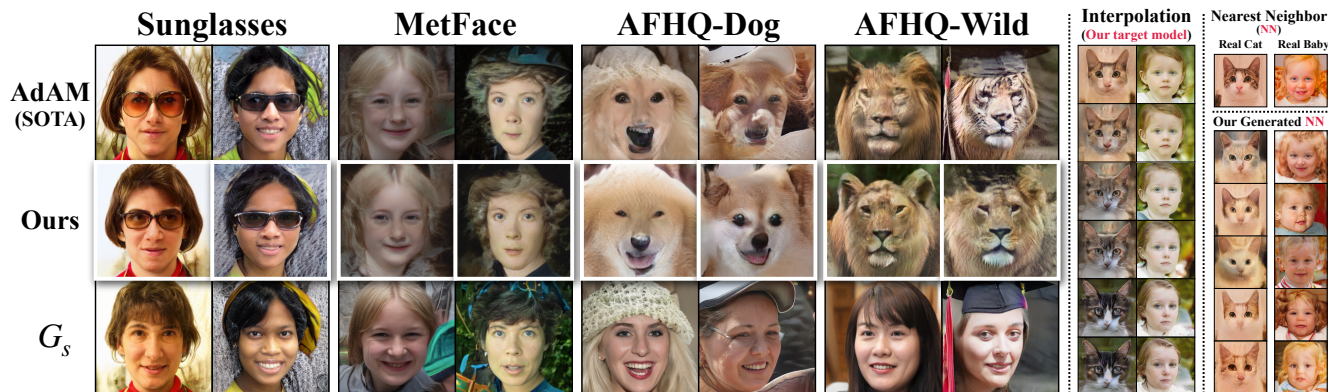 Sunglasses
MetFace
AFHQ-Dog
AFHQ-Wild
Interpolation
(Our target model)
Nearest Neighbor
(NN)
Real Cat
Real Baby
AdAM
(SOTA)
Our Generated NN
Ours
Gₛ